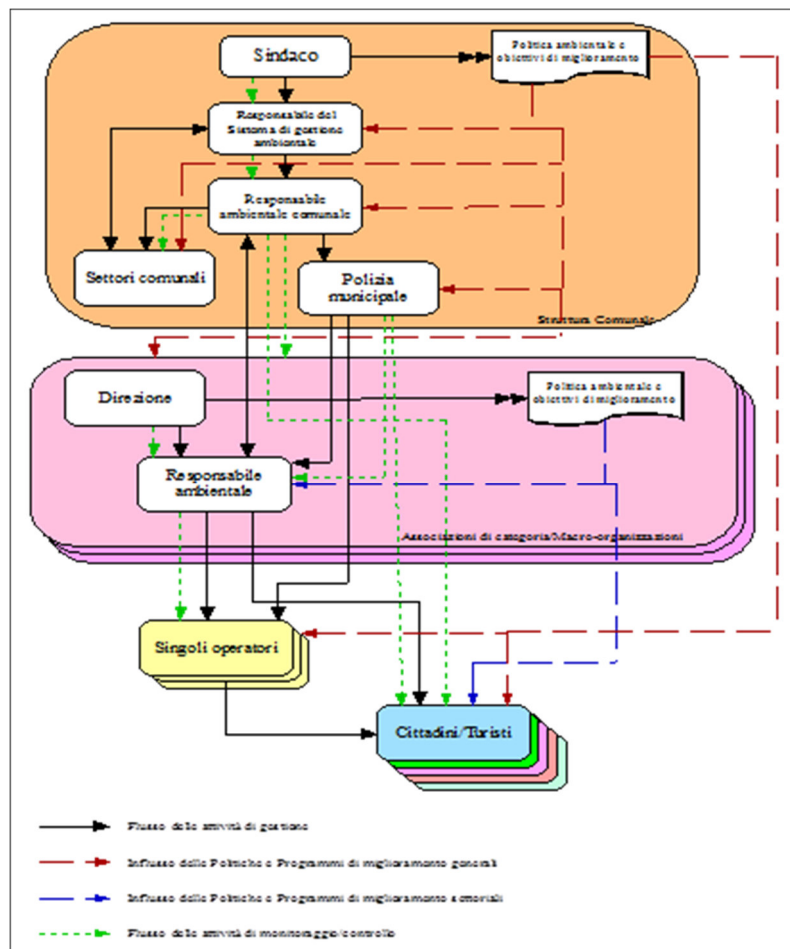 Sindaco
Politica ambientale e
obiettivi di miglioramento
Responsabile del
Sistema di gestione
ambientale
Responsabile
ambientale comunale
Settori comunali
Polizia
municipale
Struttura Comunale
Direzione
Politica ambientale e
obiettivi di miglioramento
Responsabile
ambientale
Associazioni di categoria/Macro-organizzazioni
Singoli operatori
Cittadini/Turisti
Flusso delle attività di gestione
Influsso delle Politiche e Programmi di miglioramento generali
Influsso delle Politiche e Programmi di miglioramento settoriali
Flusso delle attività di monitoraggio/controllo